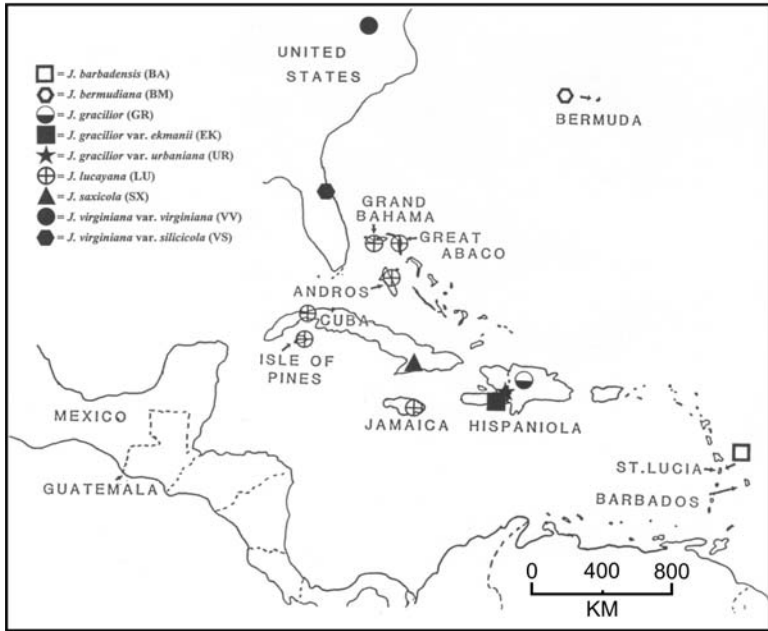 UNITED
STATES
= J. barbadensis (BA)
= J. bermudiana (BM)
= J. gracilior (GR)
= J. gracilior var. ekmanii (EK)
= J. gracilior var. urbaniana (UR)
= J. lucayana (LU)
= J. saxicola (SX)
= J. virginiana var. virginiana (VV)
= J. virginiana var. silicicola (VS)
BERMUDA
GRAND
BAHAMA
GREAT
ABACO
ANDROS
CUBA
ISLE OF
PINES
MEXICO
JAMAICA
HISPANIOLA
GUATEMALA
ST.LUCIA
BARBADOS
0 400 800
KM